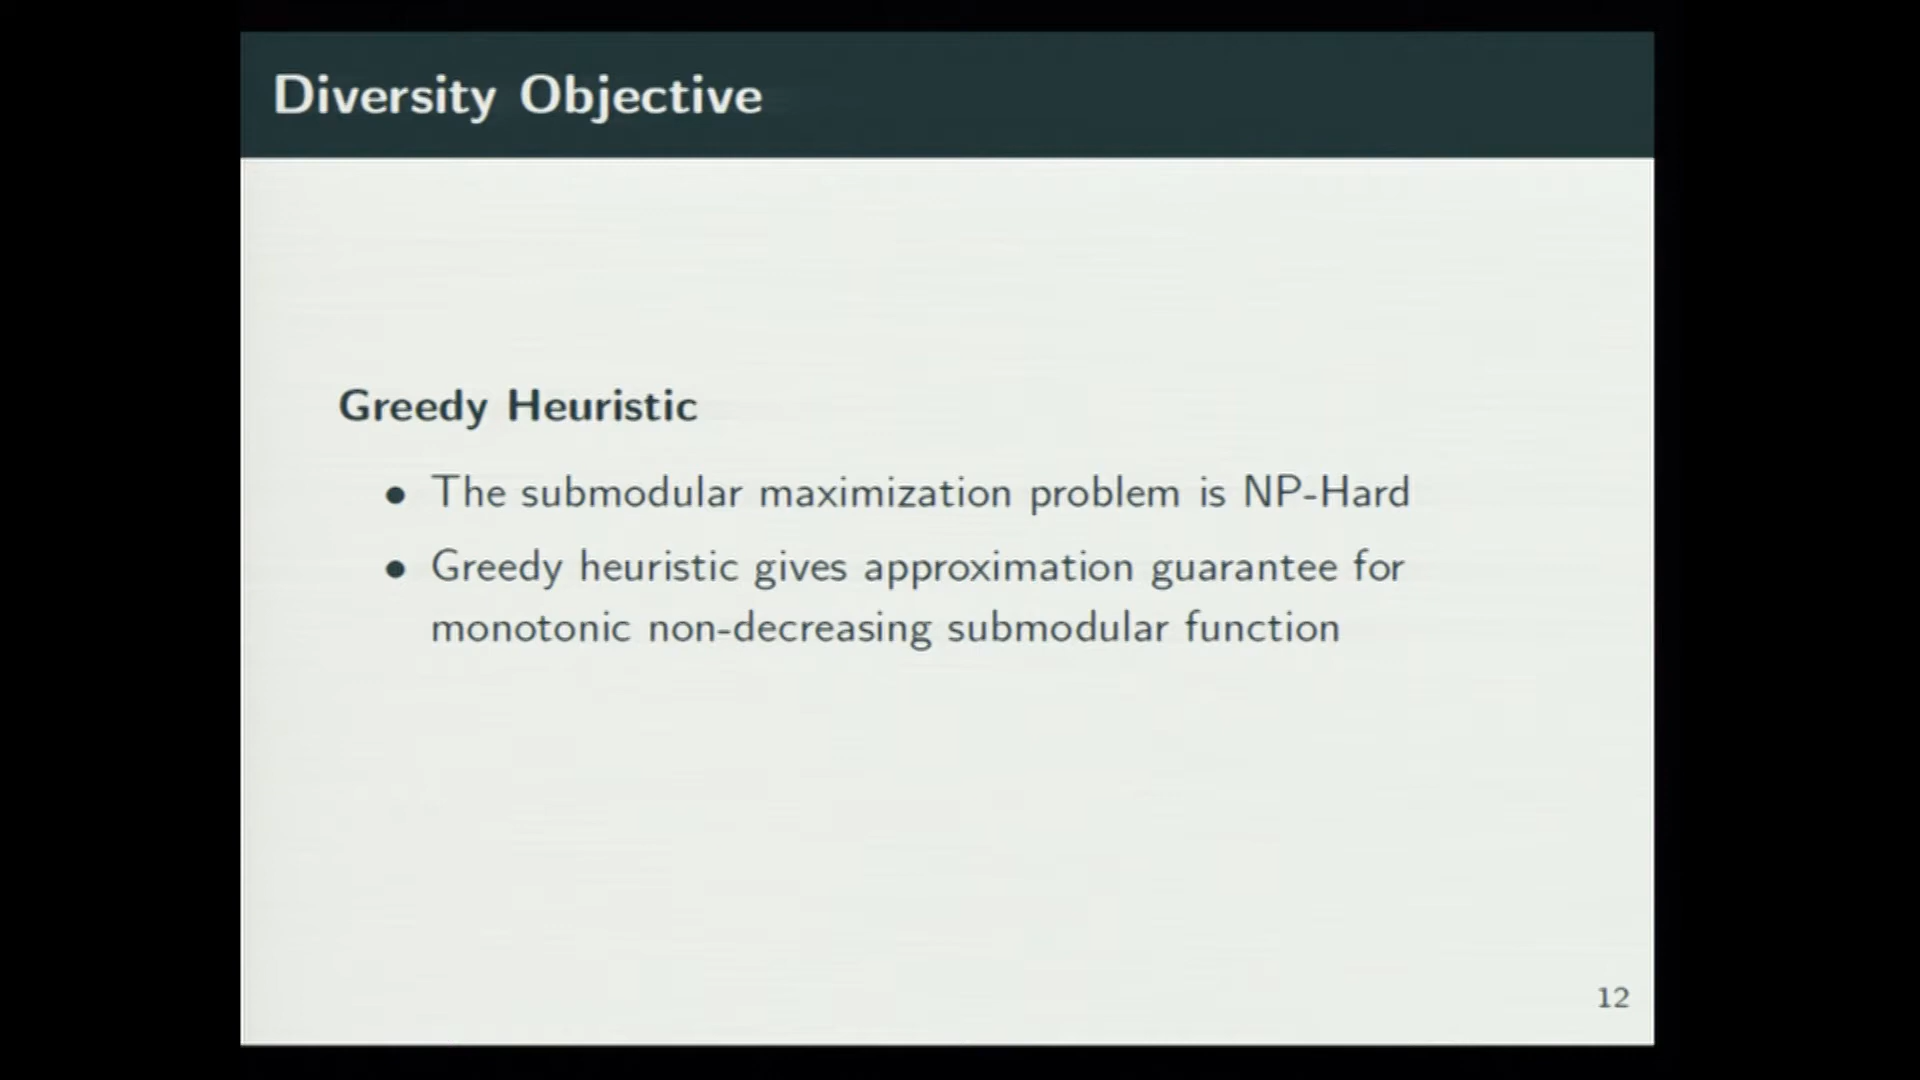 Diversity Objective
Greedy Heuristic
• The submodular maximization problem is NP-Hard
• Greedy heuristic gives approximation guarantee for
monotonic non-decreasing submodular function
12